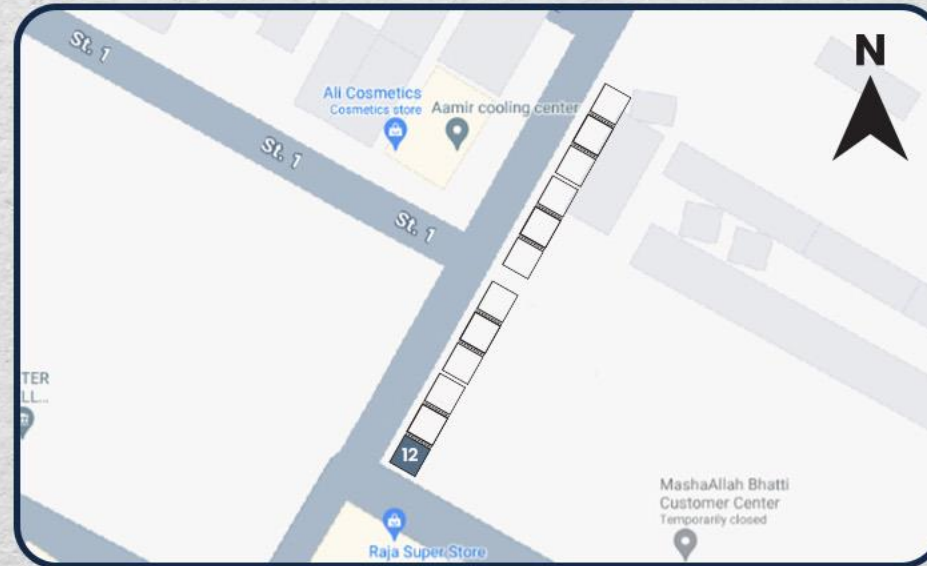 St. 1
N
Ali Cosmetics
Cosmetics store
Aamir cooling center
St. 1
St. 1
TER
LL...
12
MashaAllah Bhatti
Customer Center
Temporarily closed
Raja Super Store